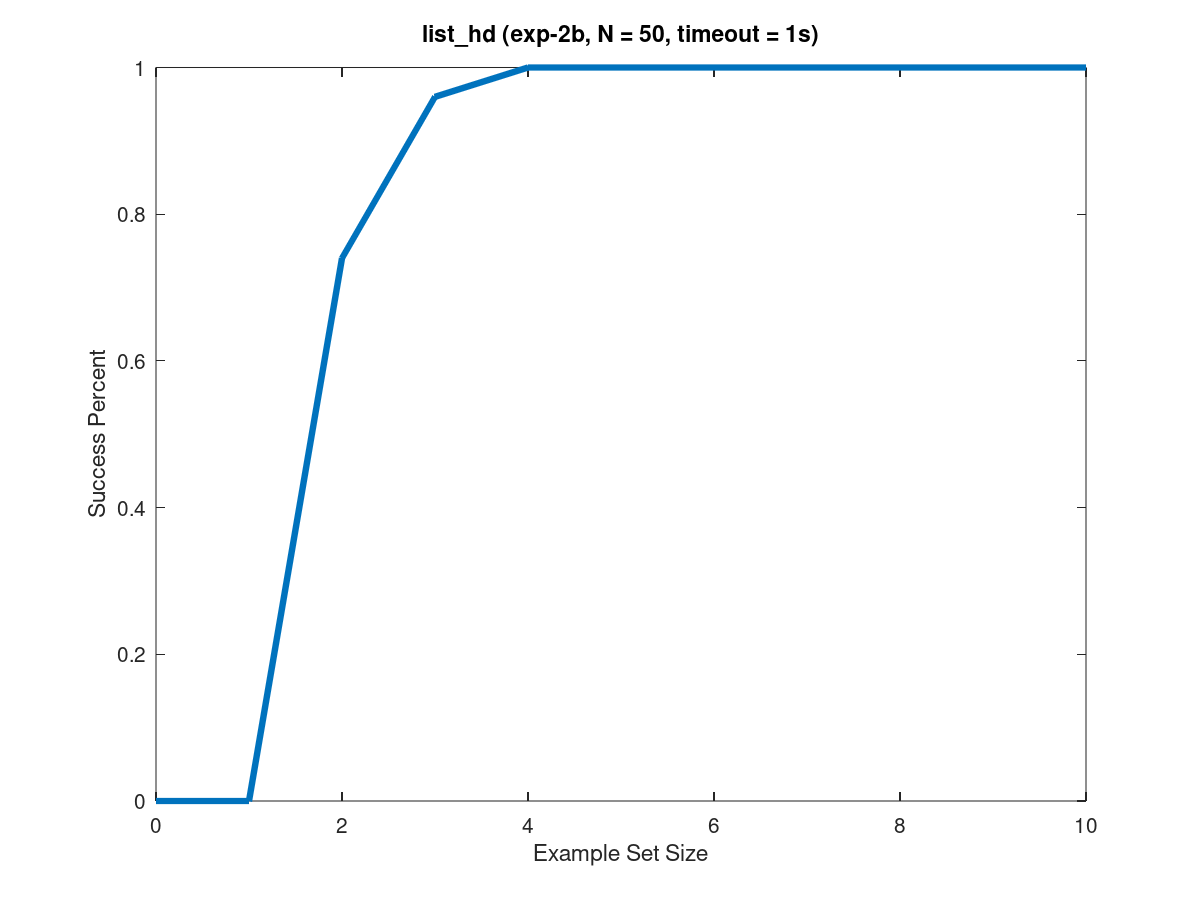 list_hd (exp-2b, N = 50, timeout = 1s)
1
0.8
0.6
0.4
0.2
0
Success Percent
0 2 4 6 8 10
Example Set Size